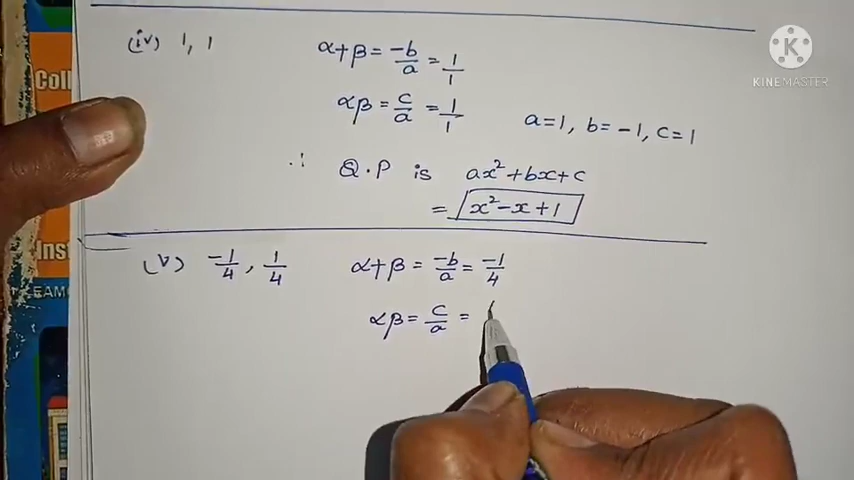 (iv) 1, 1 α+β = -b/a = 1/1
αβ = c/a = 1/1 a=1, b=-1, c=1
∴ Q.P is ax²+bx+c
= x²-x+1
(v) -1/4, 1/4 α+β = -b/a = -1/4
αβ = c/a =
KINEMASTER
Coll